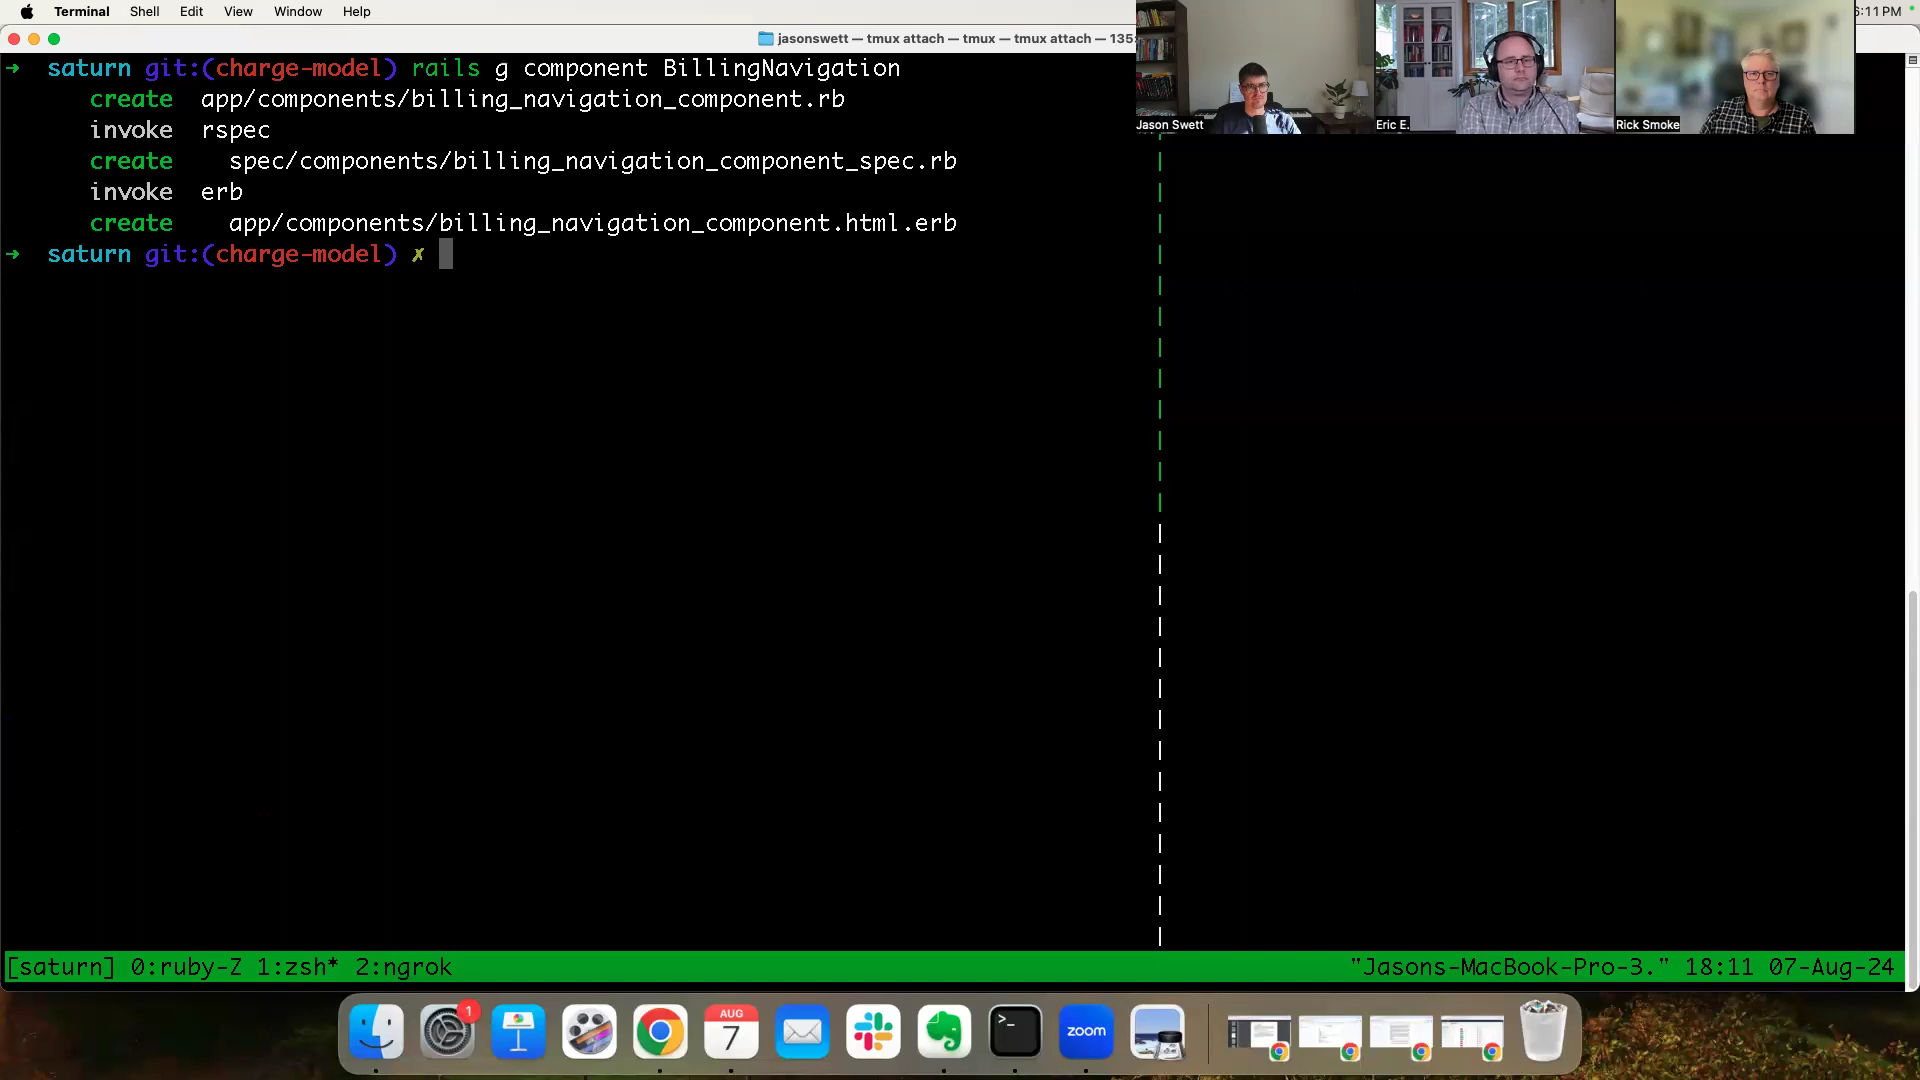 Terminal Shell Edit View Window Help
6:11 PM
jasonswett — tmux attach — tmux — tmux attach — 135
Jason Swett
Eric E.
Rick Smoke
➜ saturn git:(charge-model) rails g component BillingNavigation
create app/components/billing_navigation_component.rb
invoke rspec
create spec/components/billing_navigation_component_spec.rb
invoke erb
create app/components/billing_navigation_component.html.erb
➜ saturn git:(charge-model) ✗
[saturn] 0:ruby-Z 1:zsh* 2:ngrok "Jasons-MacBook-Pro-3." 18:11 07-Aug-24
1
AUG
7
>_
zoom